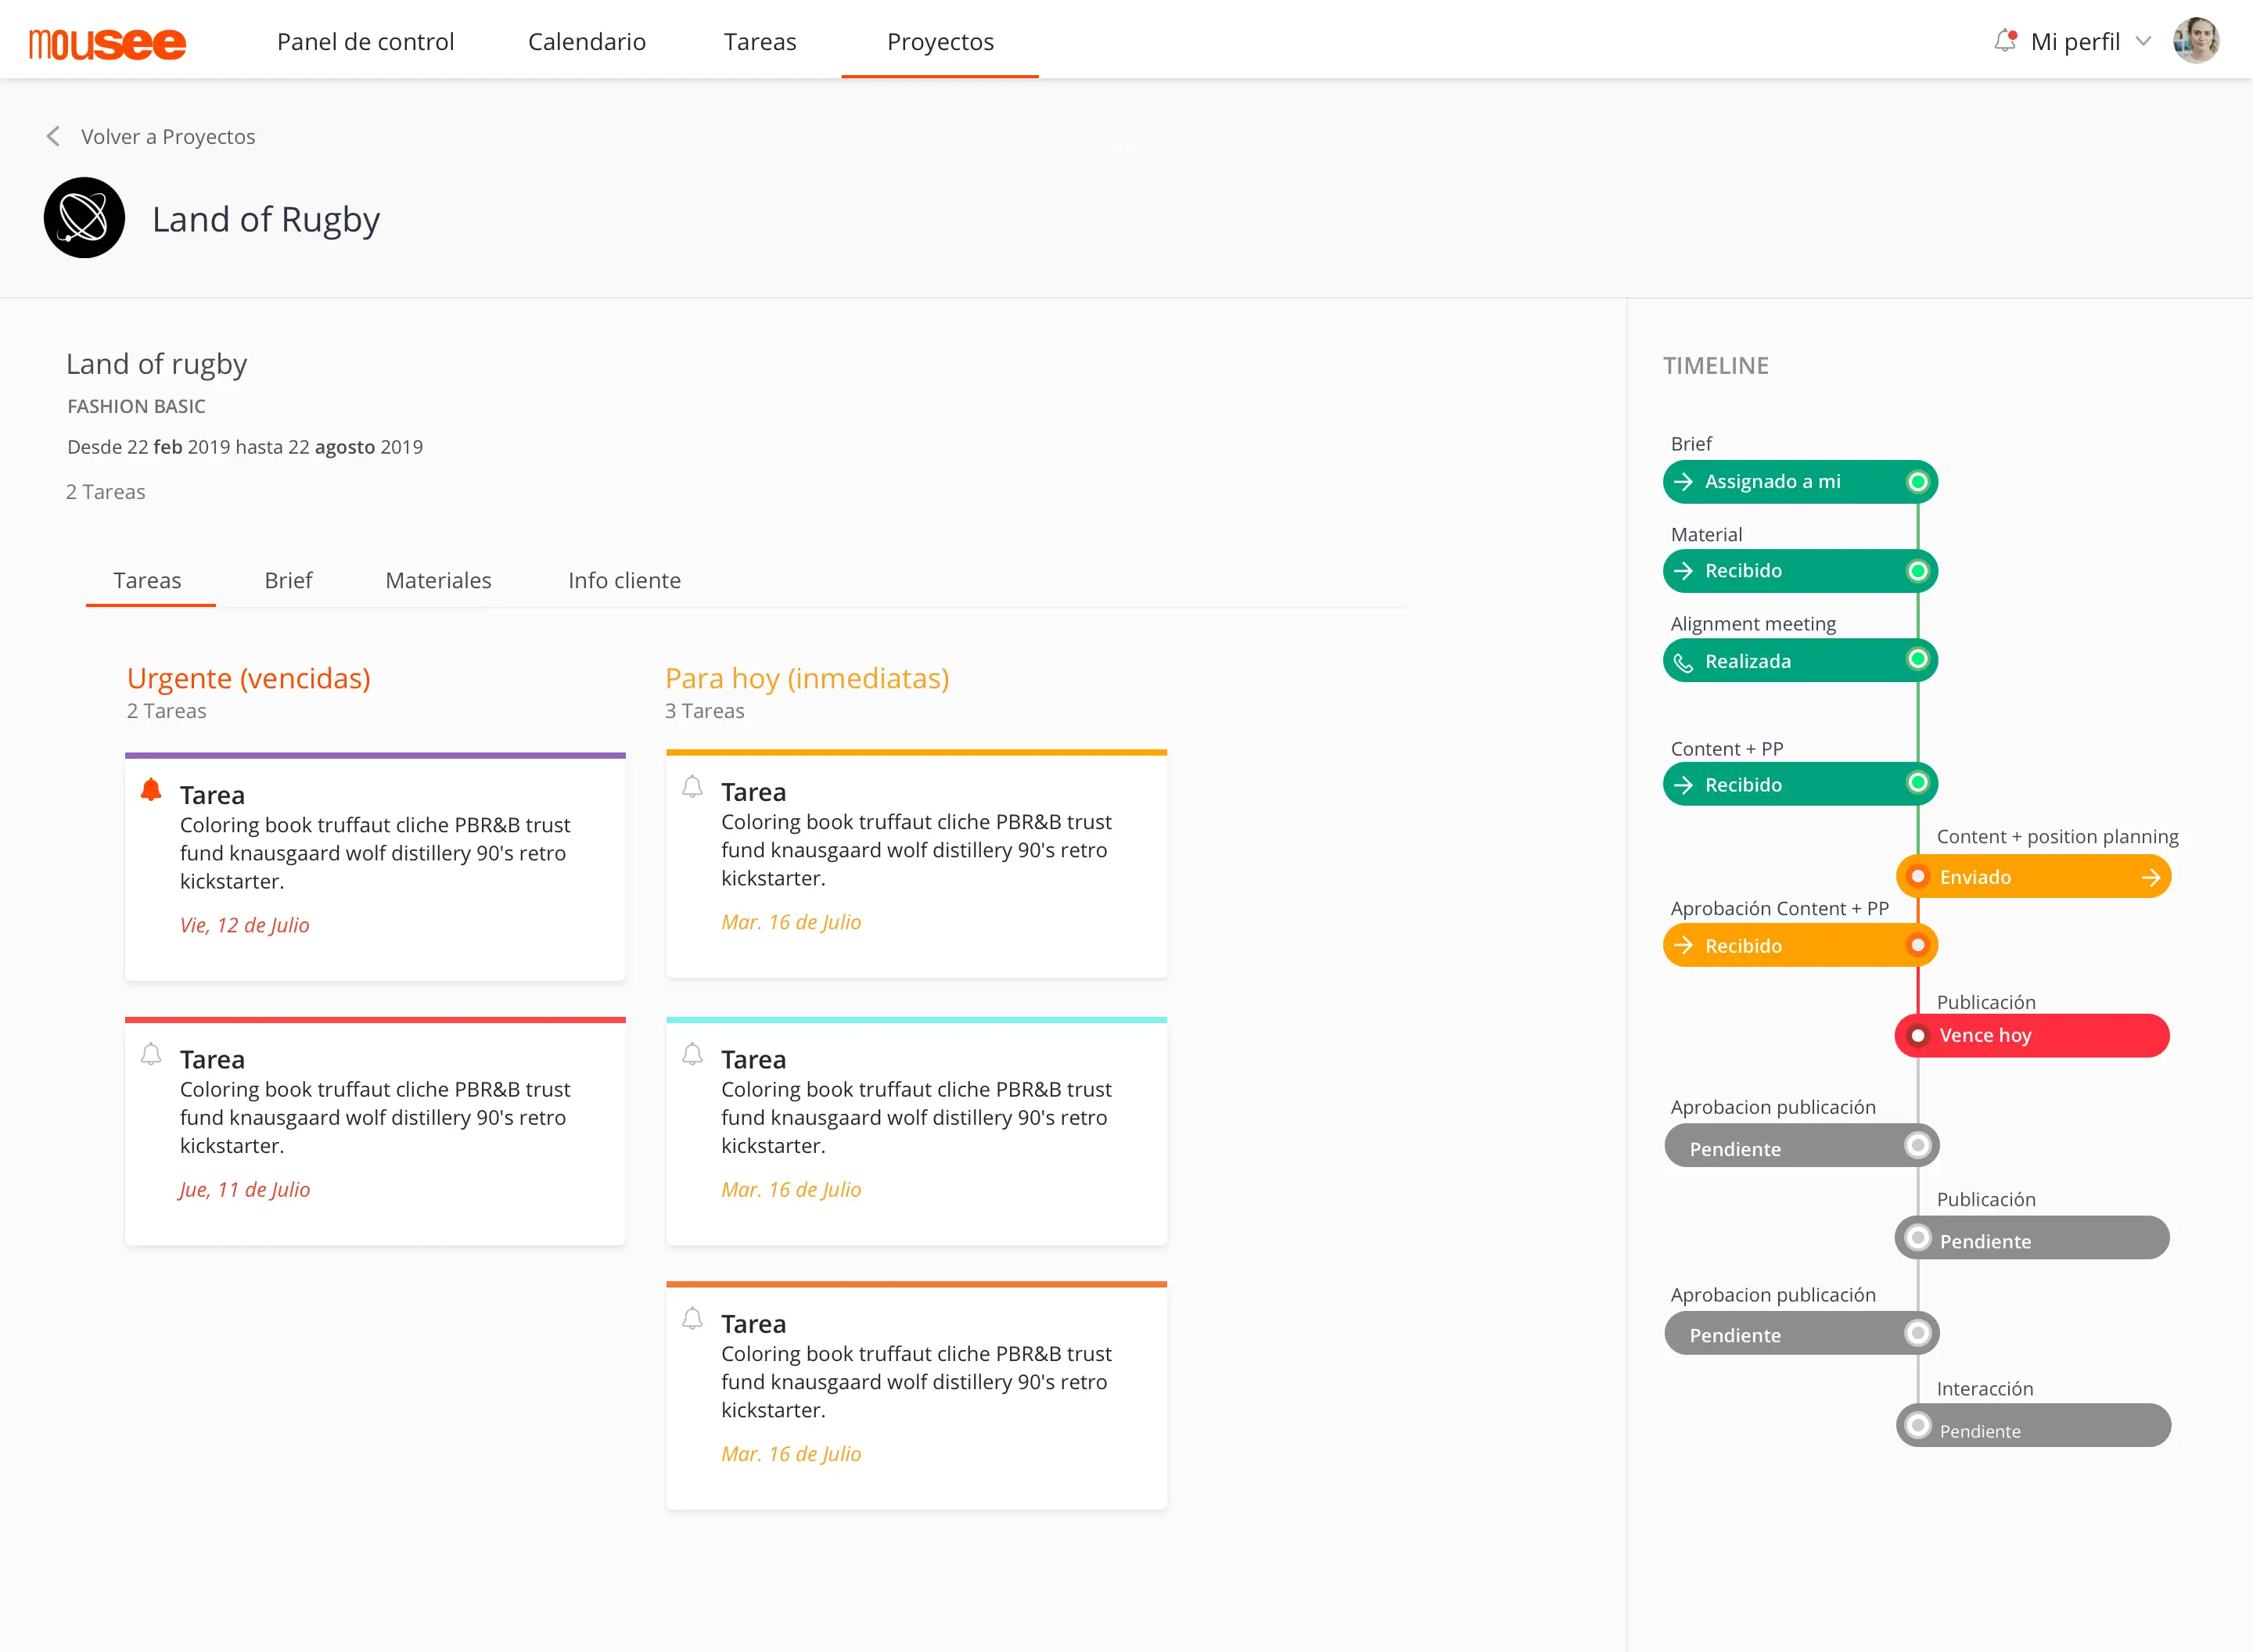 mousee
Panel de control
Calendario
Tareas
Proyectos
Mi perfil
Volver a Proyectos
Land of Rugby
Land of rugby
FASHION BASIC
Desde 22 feb 2019 hasta 22 agosto 2019
2 Tareas
Tareas
Brief
Materiales
Info cliente
Urgente (vencidas)
2 Tareas
Tarea
Coloring book truffaut cliche PBR&B trust
fund knausgaard wolf distillery 90's retro
kickstarter.
Vie, 12 de Julio
Tarea
Coloring book truffaut cliche PBR&B trust
fund knausgaard wolf distillery 90's retro
kickstarter.
Jue, 11 de Julio
Para hoy (inmediatas)
3 Tareas
Tarea
Coloring book truffaut cliche PBR&B trust
fund knausgaard wolf distillery 90's retro
kickstarter.
Mar. 16 de Julio
Tarea
Coloring book truffaut cliche PBR&B trust
fund knausgaard wolf distillery 90's retro
kickstarter.
Mar. 16 de Julio
Tarea
Coloring book truffaut cliche PBR&B trust
fund knausgaard wolf distillery 90's retro
kickstarter.
Mar. 16 de Julio
TIMELINE
Brief
Assignado a mi
Material
Recibido
Alignment meeting
Realizada
Content + PP
Recibido
Content + position planning
Enviado
Aprobación Content + PP
Recibido
Publicación
Vence hoy
Aprobacion publicación
Pendiente
Publicación
Pendiente
Aprobacion publicación
Pendiente
Interacción
Pendiente